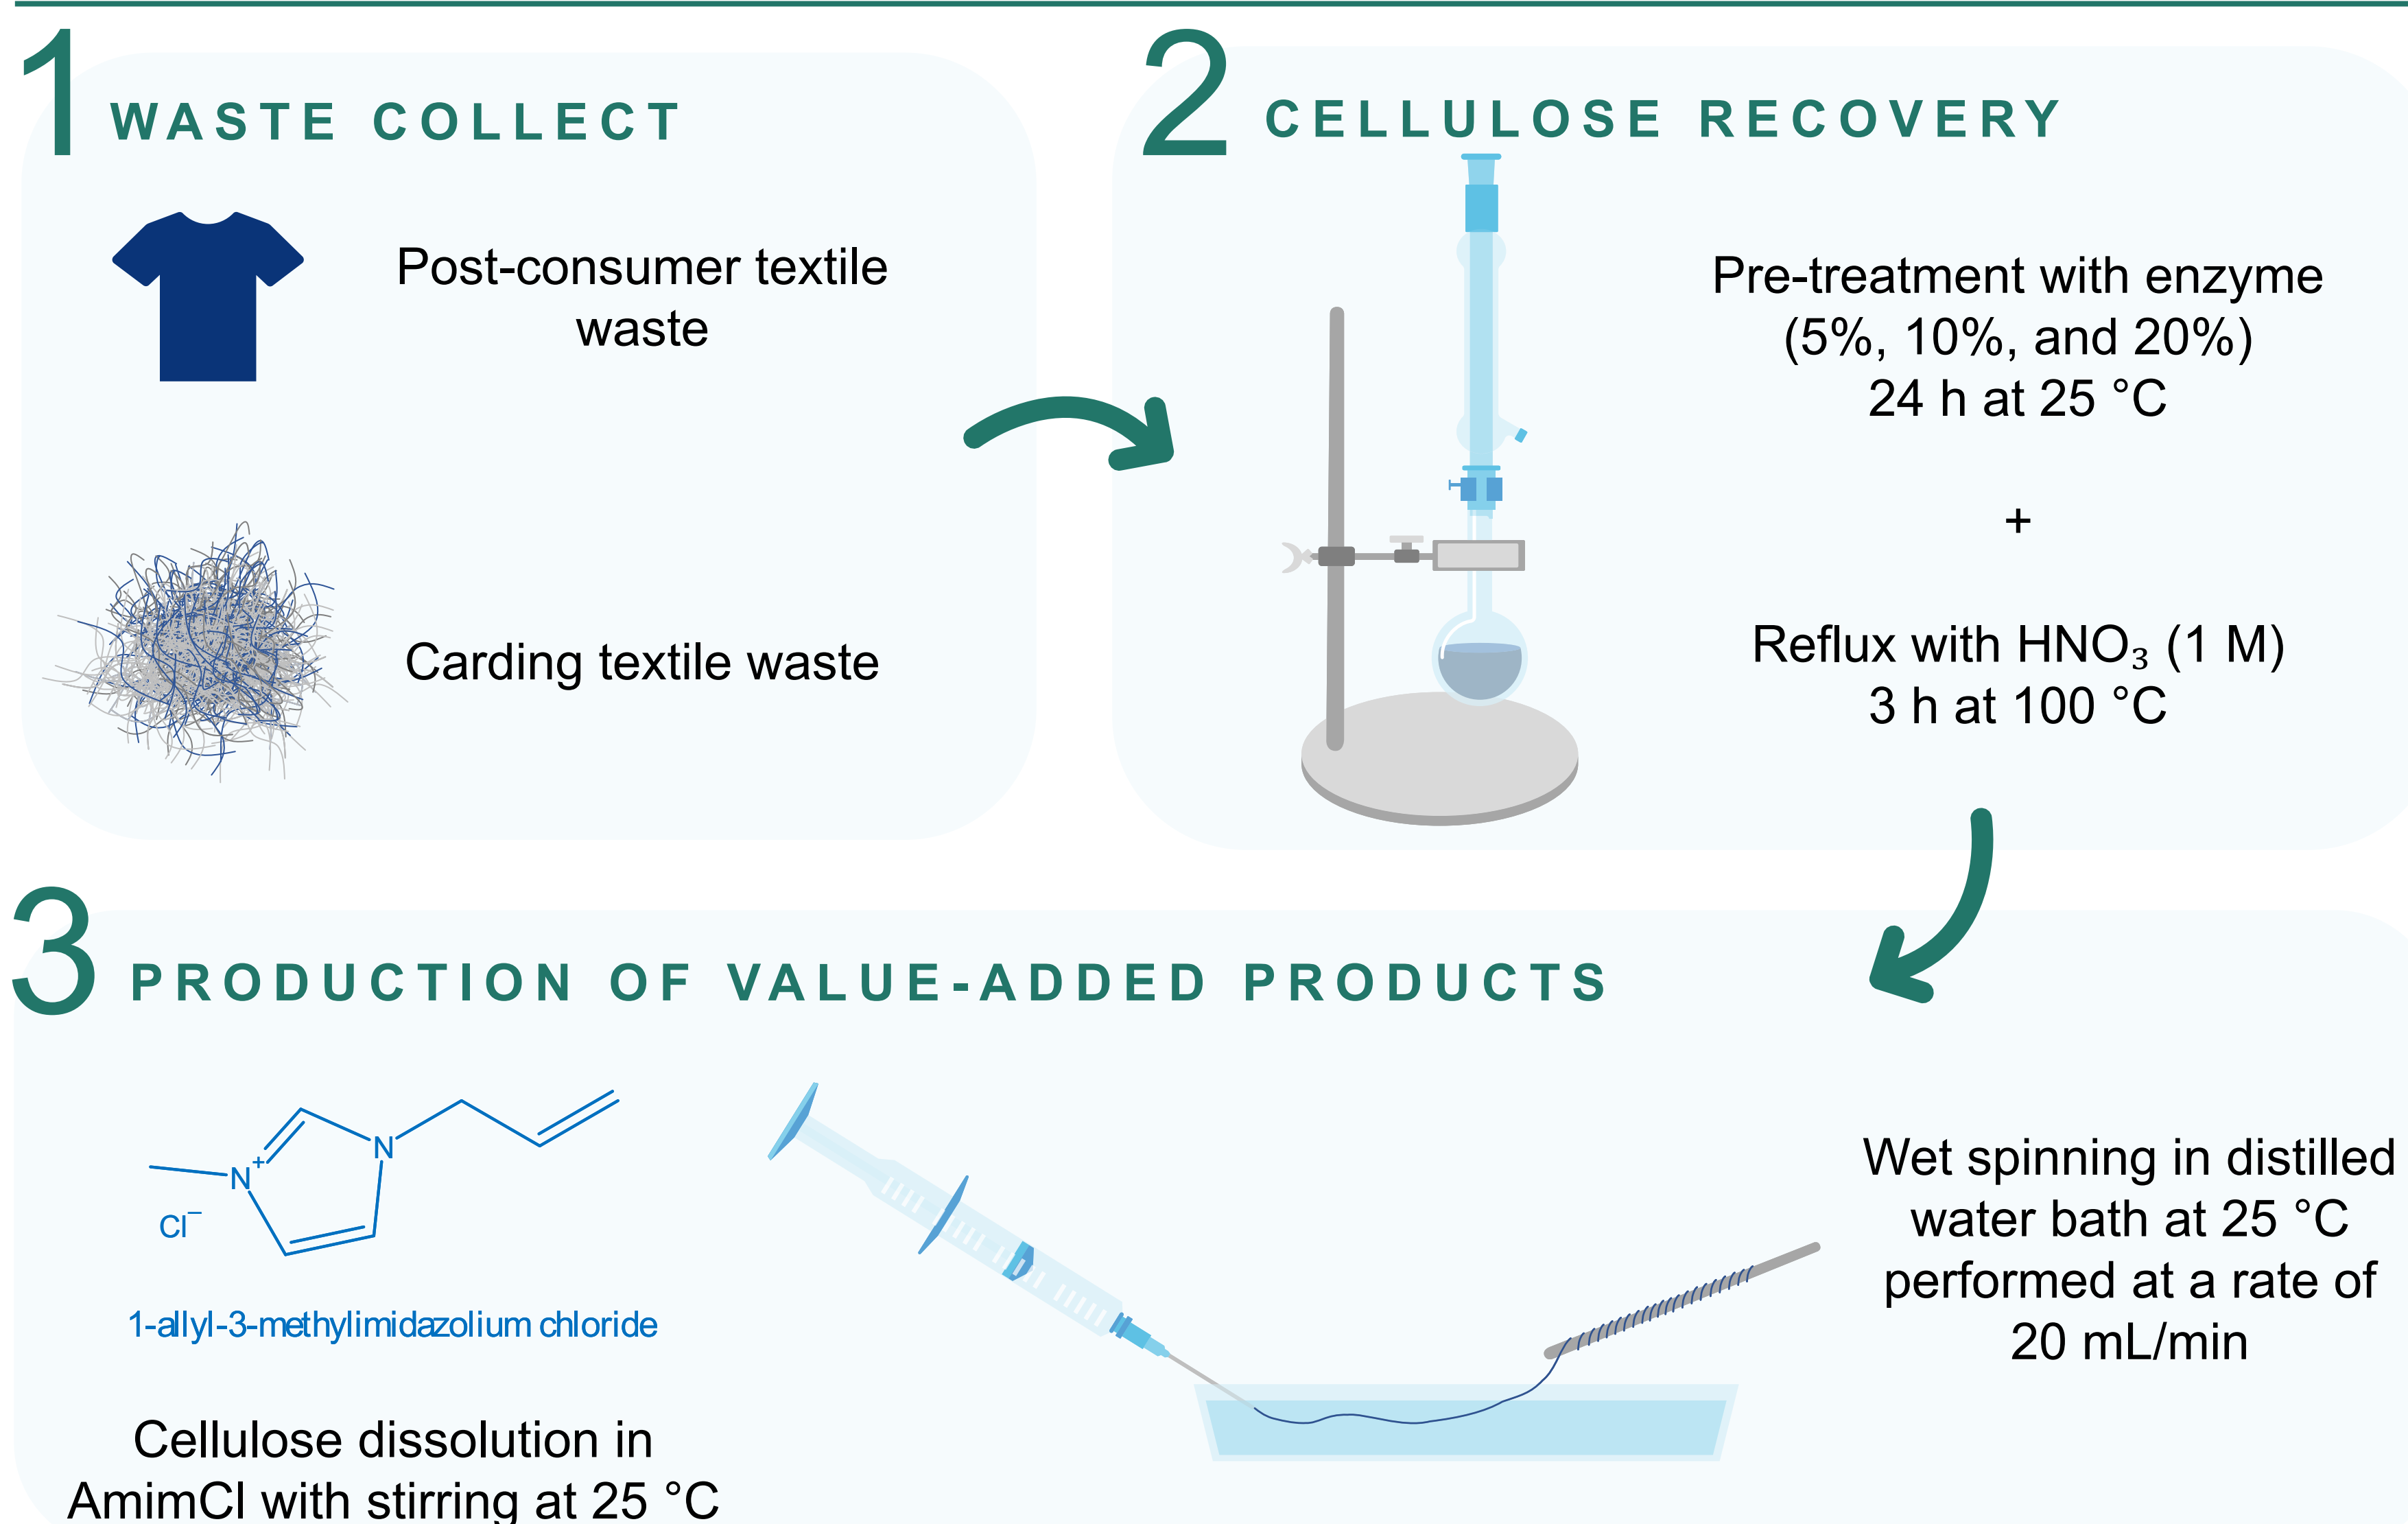 1 WASTE COLLECT
Post-consumer textile
waste
Carding textile waste
2 CELLULOSE RECOVERY
Pre-treatment with enzyme
(5%, 10%, and 20%)
24 h at 25 °C
+
Reflux with HNO₃ (1 M)
3 h at 100 °C
3 PRODUCTION OF VALUE-ADDED PRODUCTS
N
N⁺
Cl⁻
1-allyl-3-methylimidazolium chloride
Cellulose dissolution in
AmimCl with stirring at 25 °C
Wet spinning in distilled
water bath at 25 °C
performed at a rate of
20 mL/min